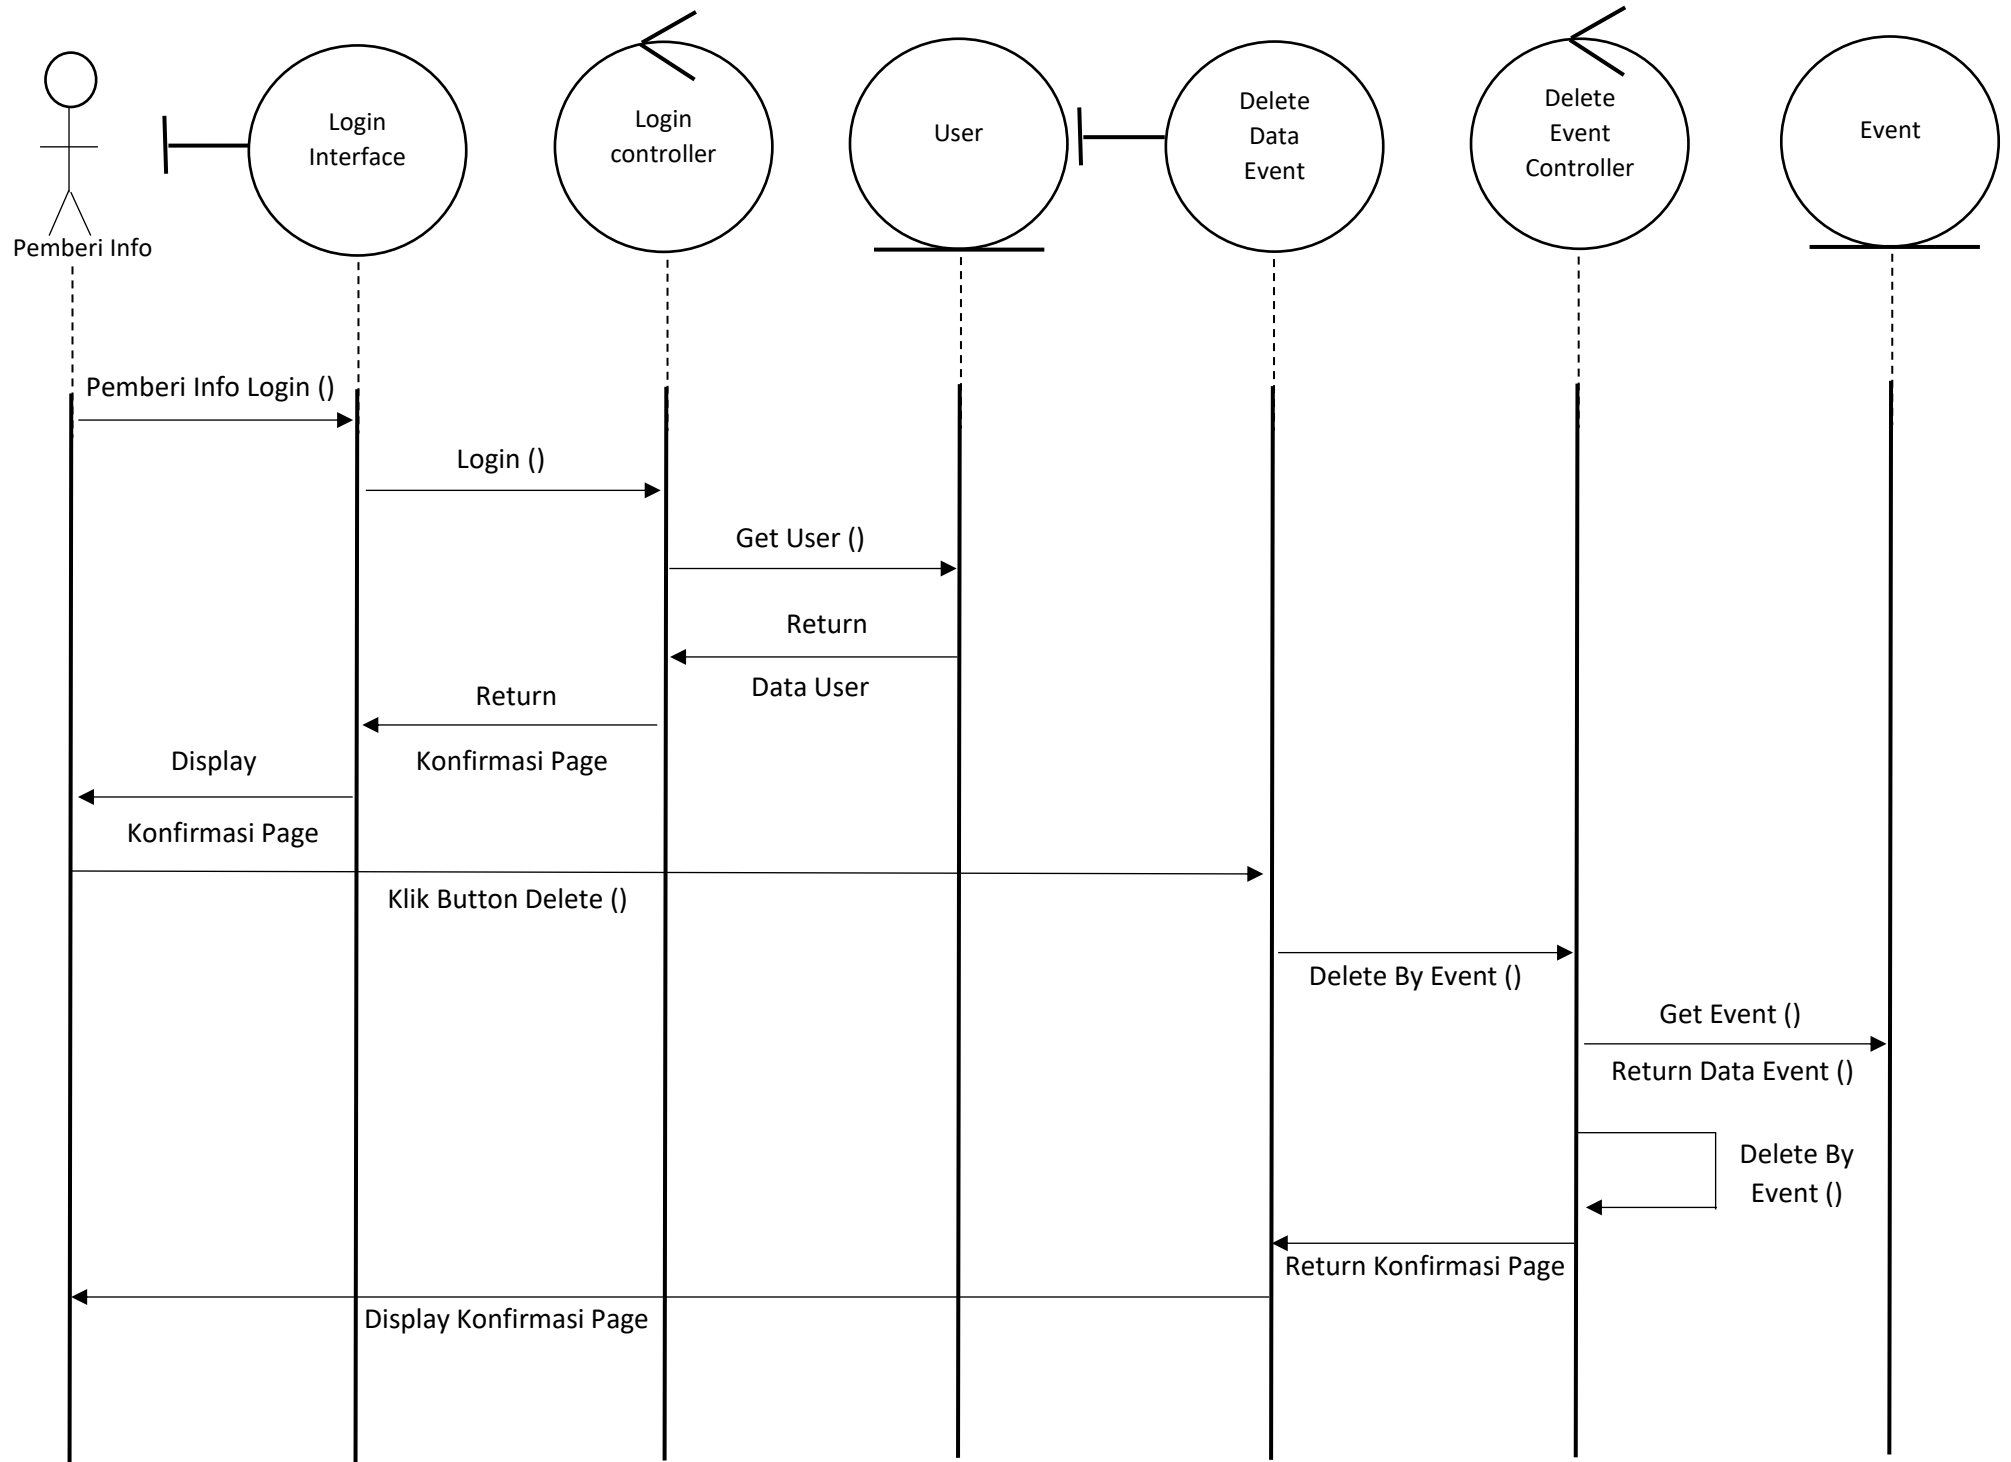 Pemberi Info
Login
Interface
Login
controller
User
Delete
Data
Event
Delete
Event
Controller
Event
Pemberi Info Login ()
Login ()
Get User ()
Return
Data User
Return
Konfirmasi Page
Display
Konfirmasi Page
Klik Button Delete ()
Delete By Event ()
Get Event ()
Return Data Event ()
Delete By
Event ()
Return Konfirmasi Page
Display Konfirmasi Page